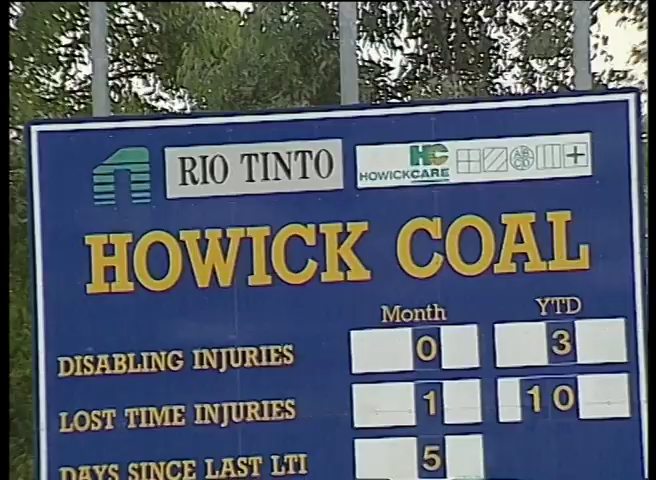 RIO TINTO HC HOWICKCARE
HOWICK COAL
Month YTD
DISABLING INJURIES 0 3
LOST TIME INJURIES 1 10
DAYS SINCE LAST LTI 5